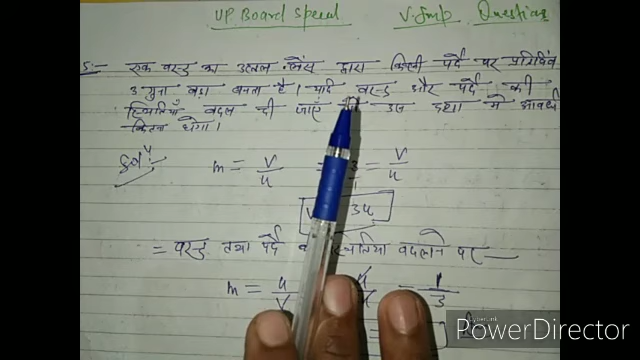 UP Board Special V-Imp Question
एक वस्तु का उत्तल लेंस द्वारा किसी पर्दे पर प्रतिबिंब
3 गुना बड़ा बनता है। यदि वस्तु और पर्दे की
स्थितियाँ बदल दी जाएं उस दशा में आवर्धन
कितना होगा।
m = V/u = 3 = V/u
3u
= वस्तु तथा पर्दे स्थितियां बदलने पर —
m = u/V = 1/3
CyberLink
PowerDirector